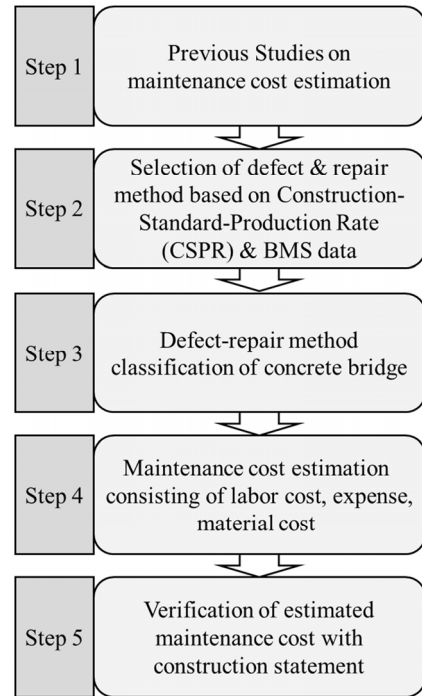 Step 1
Previous Studies on
maintenance cost estimation
Step 2
Selection of defect & repair
method based on Construction-
Standard-Production Rate
(CSPR) & BMS data
Step 3
Defect-repair method
classification of concrete bridge
Step 4
Maintenance cost estimation
consisting of labor cost, expense,
material cost
Step 5
Verification of estimated
maintenance cost with
construction statement